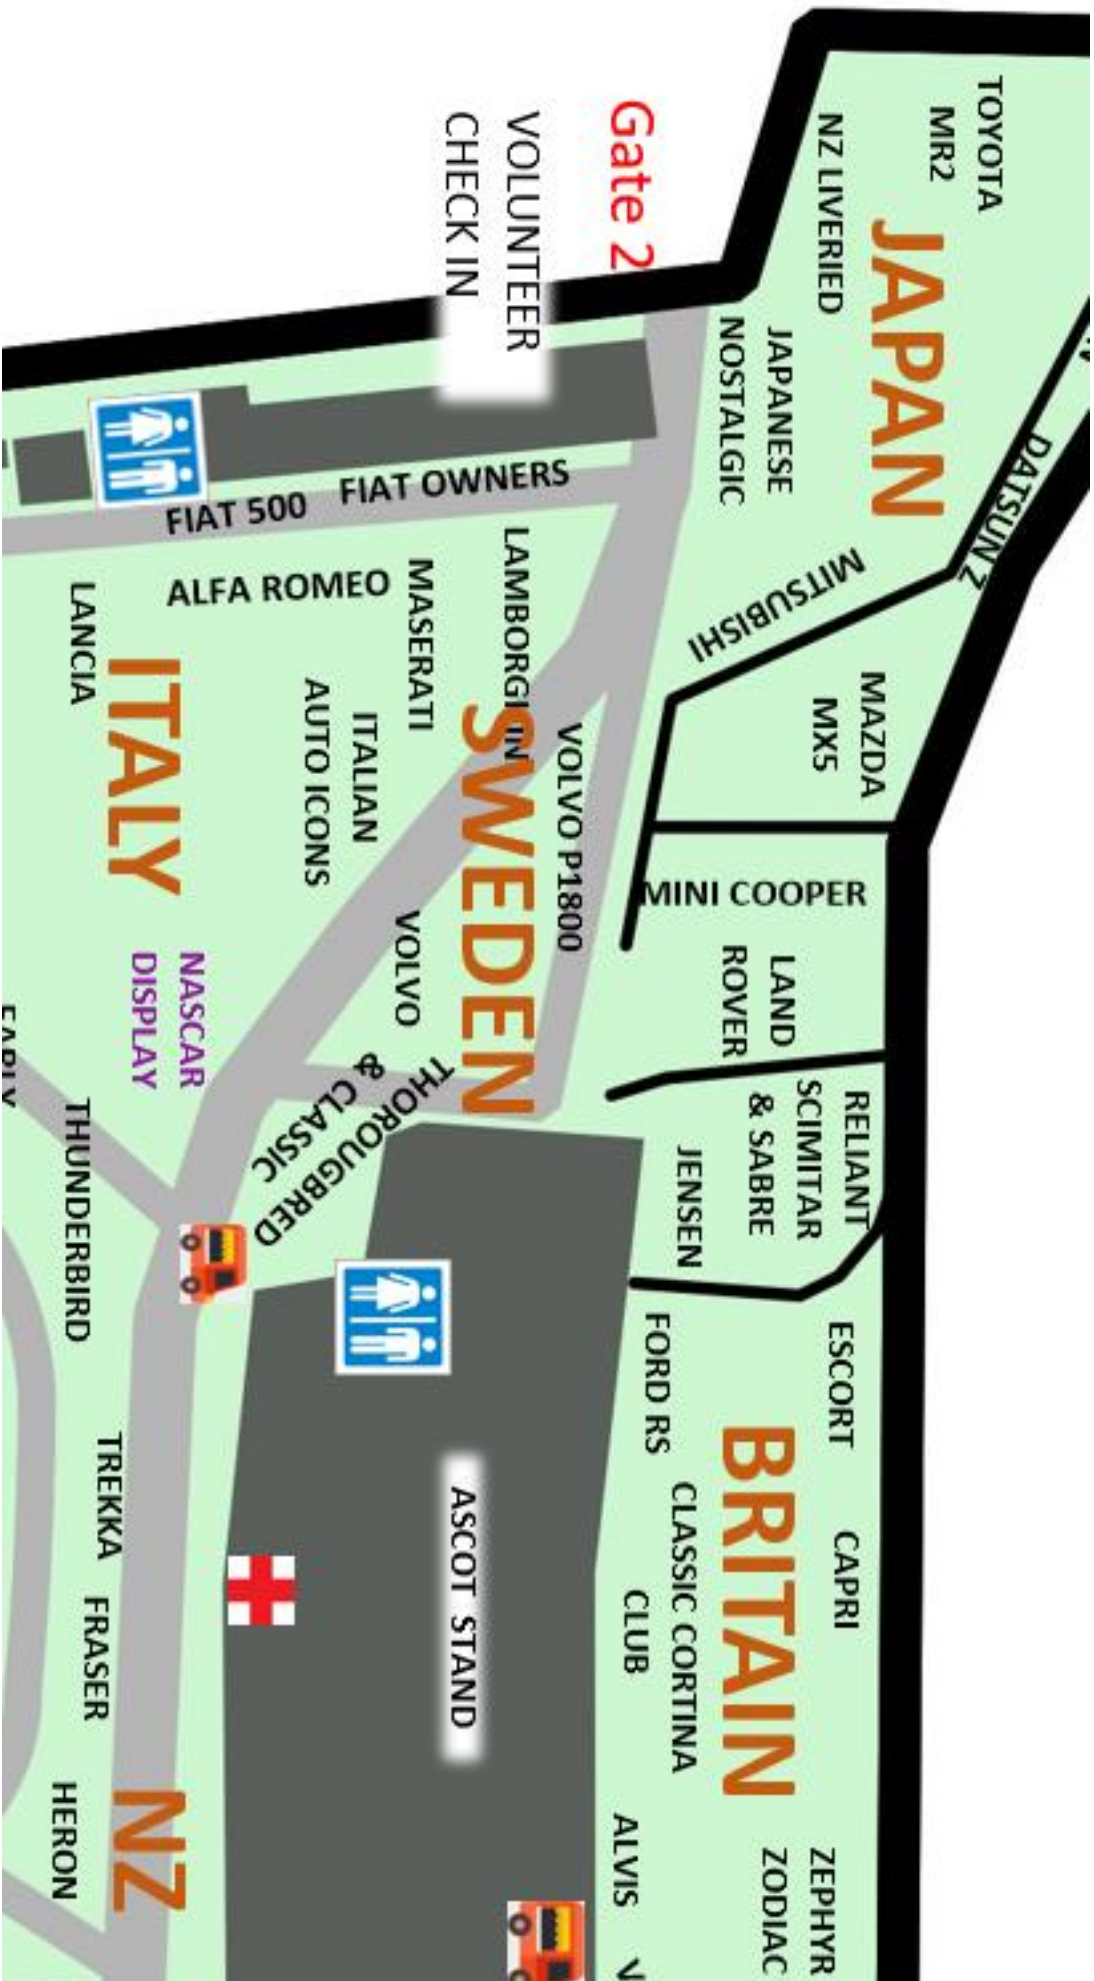 TOYOTA
MR2
NZ LIVERIED
JAPAN
JAPANESE
NOSTALGIC
DATSUN Z
MITSUBISHI
MAZDA
MX5
Gate 2
VOLUNTEER
CHECK IN
FIAT OWNERS
FIAT 500
ALFA ROMEO
LANCIA
MASERATI
ITALY
ITALIAN
AUTO ICONS
SWEDEN
VOLVO P1800
VOLVO
NASCAR
DISPLAY
MINI COOPER
LAND
ROVER
RELIANT
SCIMITAR
& SABRE
JENSEN
THOROUGBRED
& CLASSIC
THUNDERBIRD
EARLY
ASCOT STAND
ESCORT
FORD RS
BRITAIN
CAPRI
CLASSIC CORTINA
CLUB
TREKKA
FRASER
NZ
HERON
ALVIS
ZEPHYR
ZODIAC